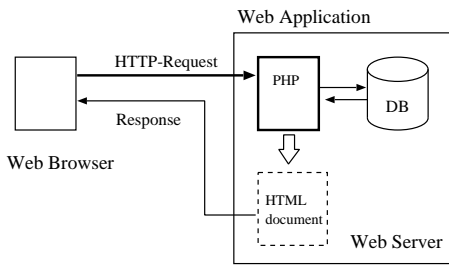 Web Application
HTTP-Request
PHP
DB
Response
Web Browser
HTML
document
Web Server